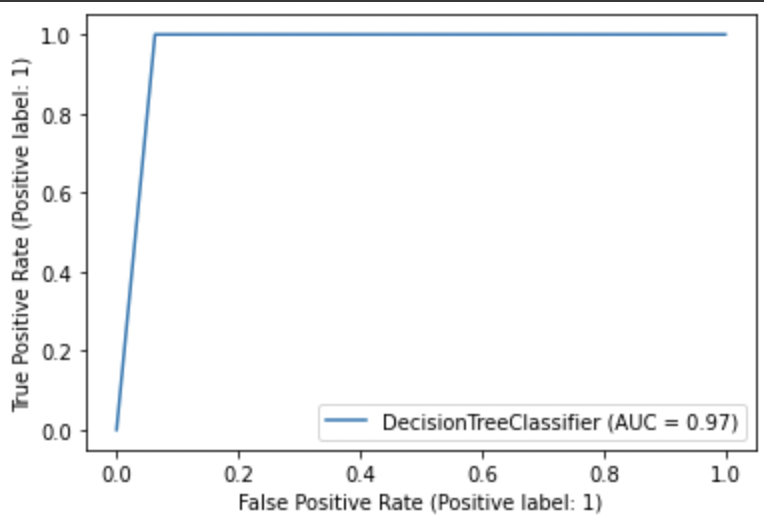 1.0
0.8
0.6
0.4
0.2
0.0
True Positive Rate (Positive label: 1)
DecisionTreeClassifier (AUC = 0.97)
0.0 0.2 0.4 0.6 0.8 1.0
False Positive Rate (Positive label: 1)